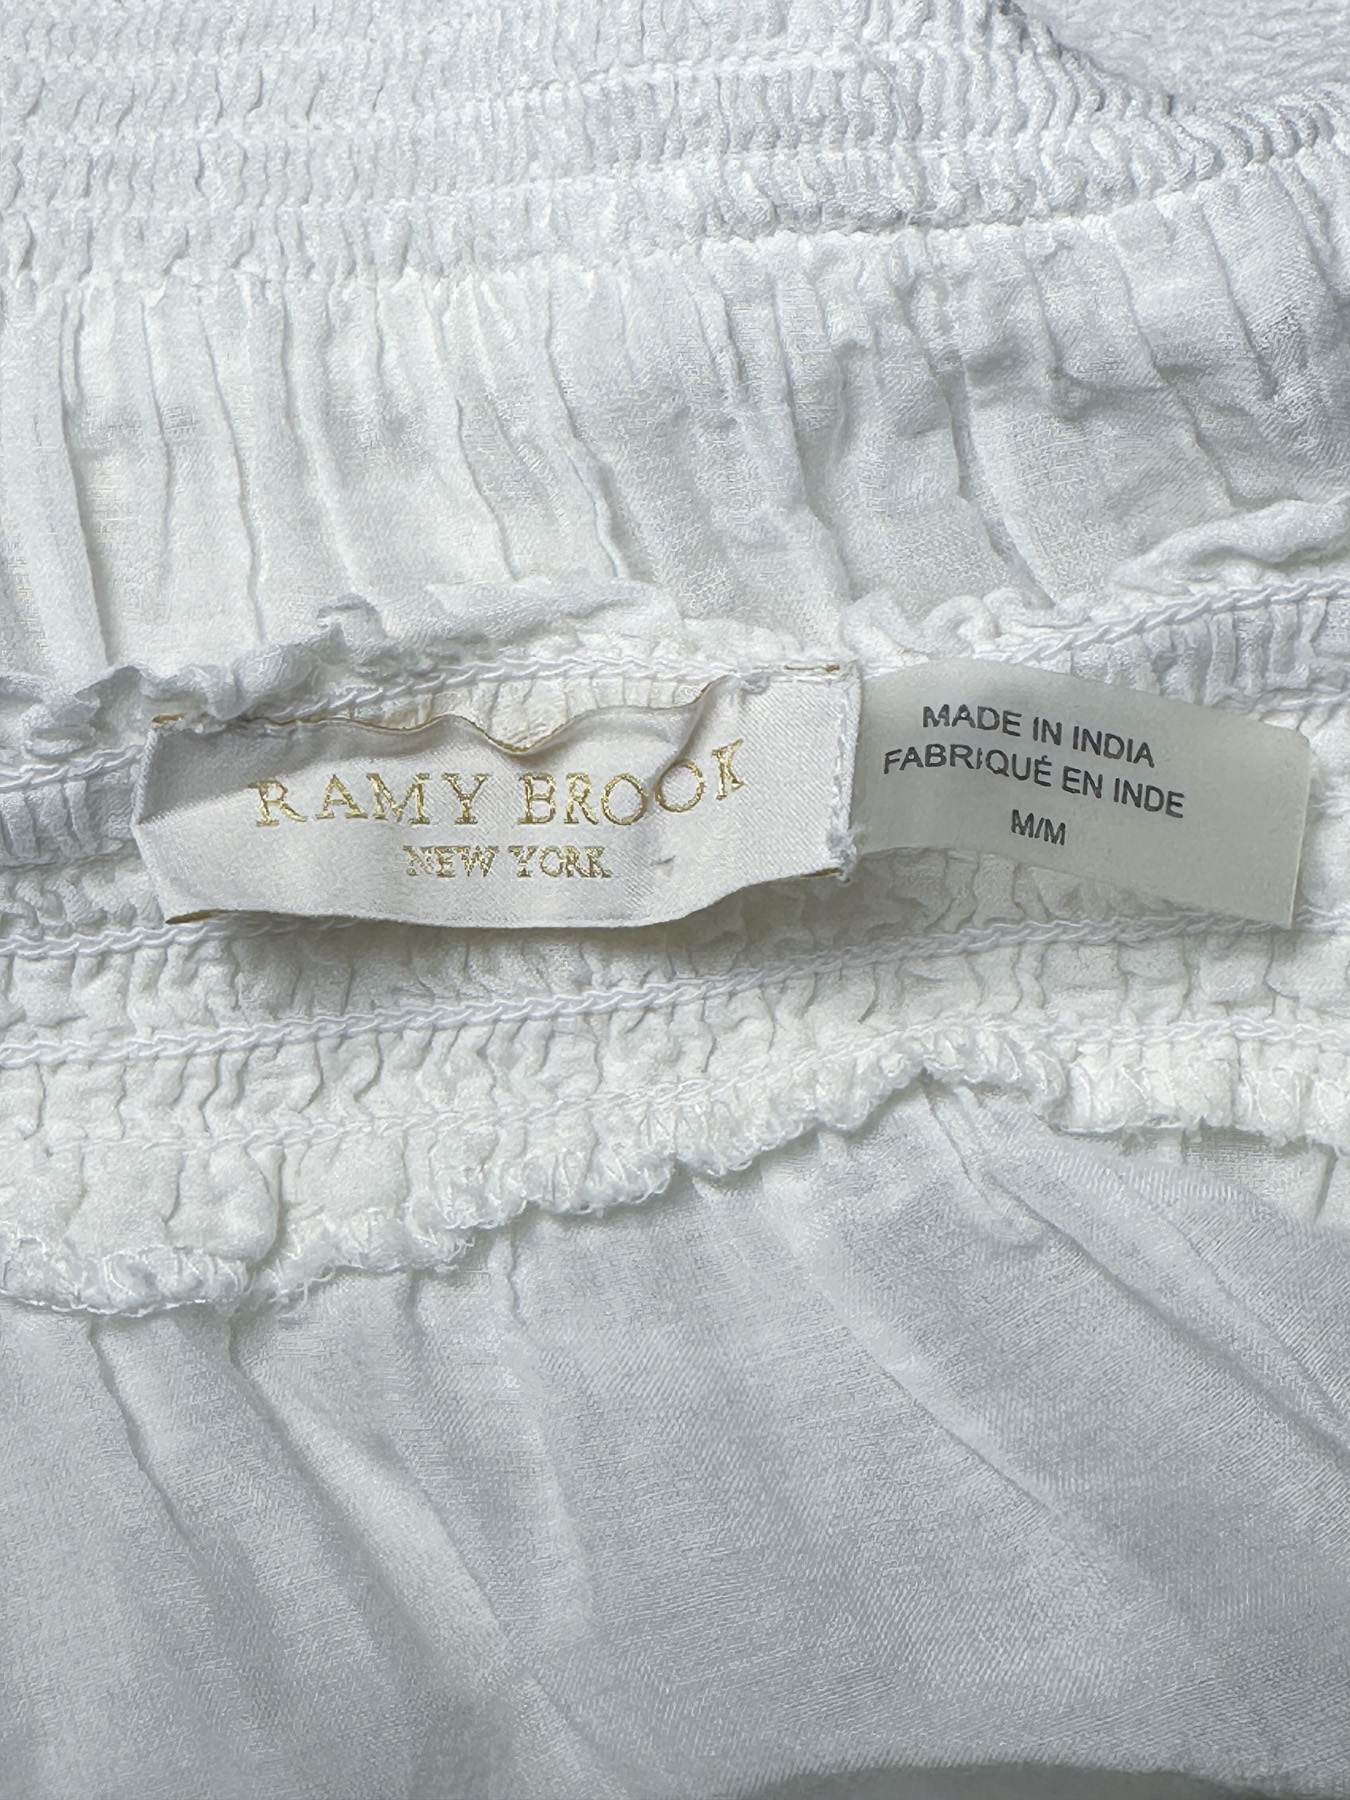 RAMY BROOK
NEW YORK
MADE IN INDIA
FABRIQUÉ EN INDE
M/M